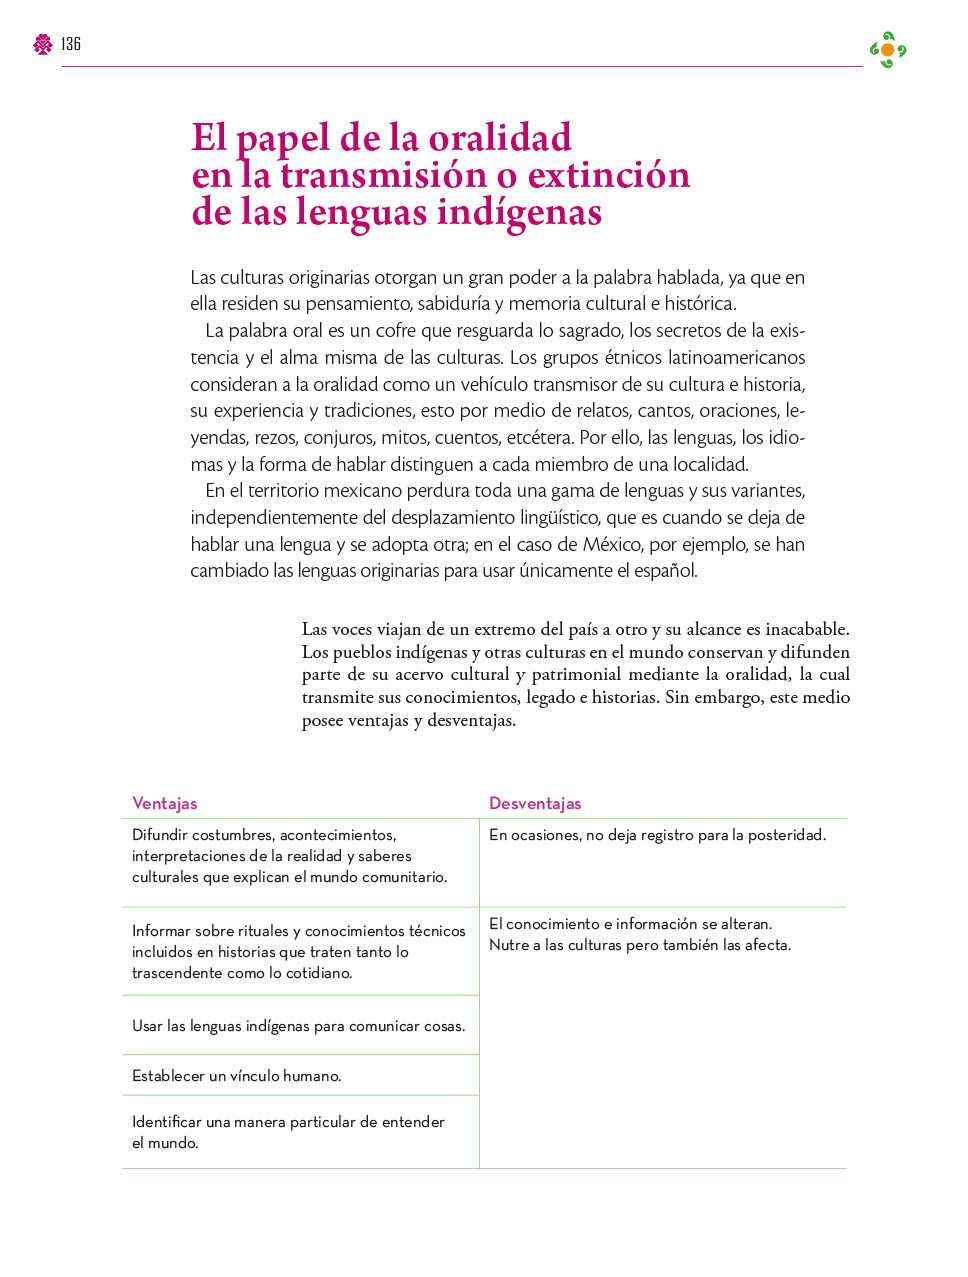 136
El papel de la oralidad
en la transmisión o extinción
de las lenguas indígenas
Las culturas originarias otorgan un gran poder a la palabra hablada, ya que en
ella residen su pensamiento, sabiduría y memoria cultural e histórica.
La palabra oral es un cofre que resguarda lo sagrado, los secretos de la exis-
tencia y el alma misma de las culturas. Los grupos étnicos latinoamericanos
consideran a la oralidad como un vehículo transmisor de su cultura e historia,
su experiencia y tradiciones, esto por medio de relatos, cantos, oraciones, le-
yendas, rezos, conjuros, mitos, cuentos, etcétera. Por ello, las lenguas, los idio-
mas y la forma de hablar distinguen a cada miembro de una localidad.
En el territorio mexicano perdura toda una gama de lenguas y sus variantes,
independientemente del desplazamiento lingüístico, que es cuando se deja de
hablar una lengua y se adopta otra; en el caso de México, por ejemplo, se han
cambiado las lenguas originarias para usar únicamente el español.
Las voces viajan de un extremo del país a otro y su alcance es inacabable.
Los pueblos indígenas y otras culturas en el mundo conservan y difunden
parte de su acervo cultural y patrimonial mediante la oralidad, la cual
transmite sus conocimientos, legado e historias. Sin embargo, este medio
posee ventajas y desventajas.
Ventajas
Desventajas
Difundir costumbres, acontecimientos,
interpretaciones de la realidad y saberes
culturales que explican el mundo comunitario.
En ocasiones, no deja registro para la posteridad.
Informar sobre rituales y conocimientos técnicos
incluidos en historias que traten tanto lo
trascendente como lo cotidiano.
El conocimiento e información se alteran.
Nutre a las culturas pero también las afecta.
Usar las lenguas indígenas para comunicar cosas.
Establecer un vínculo humano.
Identificar una manera particular de entender
el mundo.